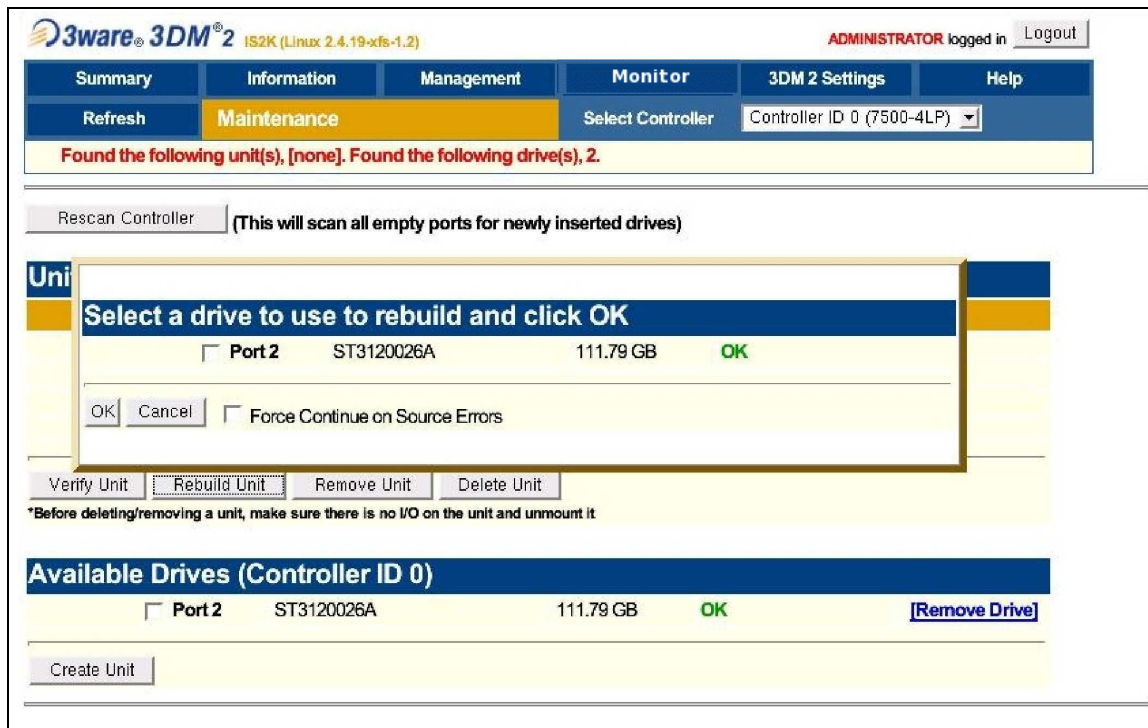 3ware® 3DM®2 IS2K (Linux 2.4.19-xfs-1.2) ADMINISTRATOR logged in Logout
Summary Information Management Monitor 3DM 2 Settings Help
Refresh Maintenance Select Controller Controller ID 0 (7500-4LP)
Found the following unit(s), [none]. Found the following drive(s), 2.
Rescan Controller (This will scan all empty ports for newly inserted drives)
Uni
Select a drive to use to rebuild and click OK
Port 2 ST3120026A 111.79 GB OK
OK Cancel Force Continue on Source Errors
Verify Unit Rebuild Unit Remove Unit Delete Unit
*Before deleting/removing a unit, make sure there is no I/O on the unit and unmount it
Available Drives (Controller ID 0)
Port 2 ST3120026A 111.79 GB OK [Remove Drive]
Create Unit